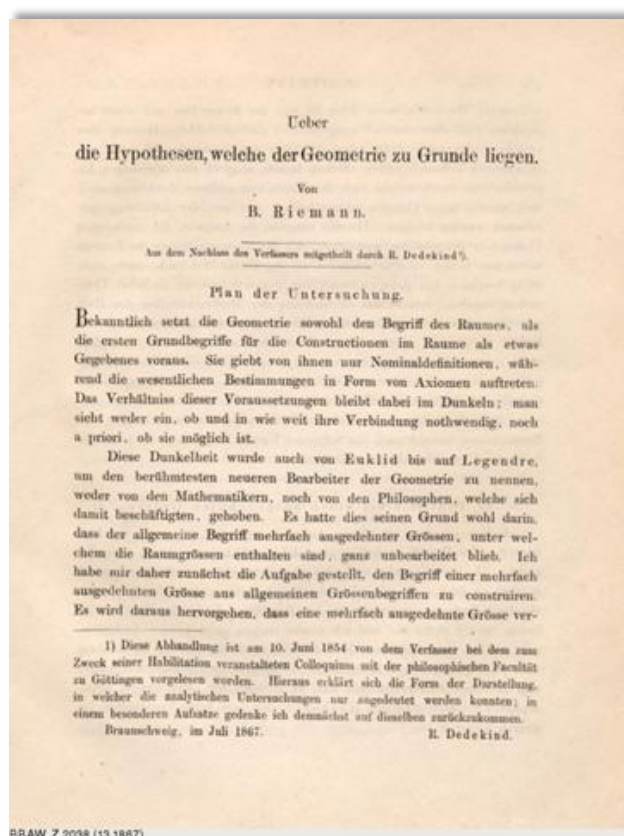 Ueber
die Hypothesen, welche der Geometrie zu Grunde liegen.
Von
B. Riemann.
Aus dem Nachlass des Verfassers mitgetheilt durch R. Dedekind¹).
Plan der Untersuchung.
Bekanntlich setzt die Geometrie sowohl den Begriff des Raumes, als
die ersten Grundbegriffe für die Constructionen im Raume als etwas
Gegebenes voraus. Sie giebt von ihnen nur Nominaldefinitionen, wäh-
rend die wesentlichen Bestimmungen in Form von Axiomen auftreten.
Das Verhältniss dieser Voraussetzungen bleibt dabei im Dunkeln; man
sieht weder ein, ob und in wie weit ihre Verbindung nothwendig, noch
a priori, ob sie möglich ist.
Diese Dunkelheit wurde auch von Euklid bis auf Legendre,
um den berühmtesten neueren Bearbeiter der Geometrie zu nennen,
weder von den Mathematikern, noch von den Philosophen, welche sich
damit beschäftigten, gehoben. Es hatte dies seinen Grund wohl darin,
dass der allgemeine Begriff mehrfach ausgedehnter Grössen, unter wel-
chem die Raumgrössen enthalten sind, ganz unbearbeitet blieb. Ich
habe mir daher zunächst die Aufgabe gestellt, den Begriff einer mehrfach
ausgedehnten Grösse aus allgemeinen Grössenbegriffen zu construiren.
Es wird daraus hervorgehen, dass eine mehrfach ausgedehnte Grösse ver-
1) Diese Abhandlung ist am 10. Juni 1854 von dem Verfasser bei dem zum
Zweck seiner Habilitation veranstalteten Colloquium mit der philosophischen Facultät
zu Göttingen vorgelesen worden. Hieraus erklärt sich die Form der Darstellung,
in welcher die analytischen Untersuchungen nur angedeutet werden konnten; in
einem besonderen Aufsatze gedenke ich demnächst auf dieselben zurückzukommen.
Braunschweig, im Juli 1867. R. Dedekind.
BBAW, Z 2038 (13.1867)